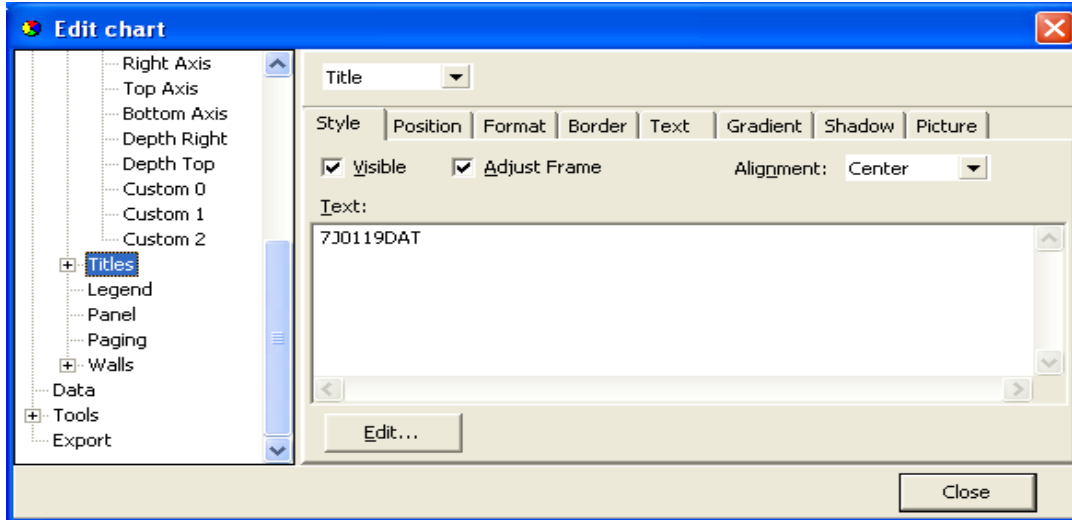 Edit chart
Right Axis
Top Axis
Bottom Axis
Depth Right
Depth Top
Custom 0
Custom 1
Custom 2
Titles
Legend
Panel
Paging
Walls
Data
Tools
Export
Title
Style Position Format Border Text Gradient Shadow Picture
Visible Adjust Frame Alignment: Center
Text:
7J0119DAT
Edit...
Close